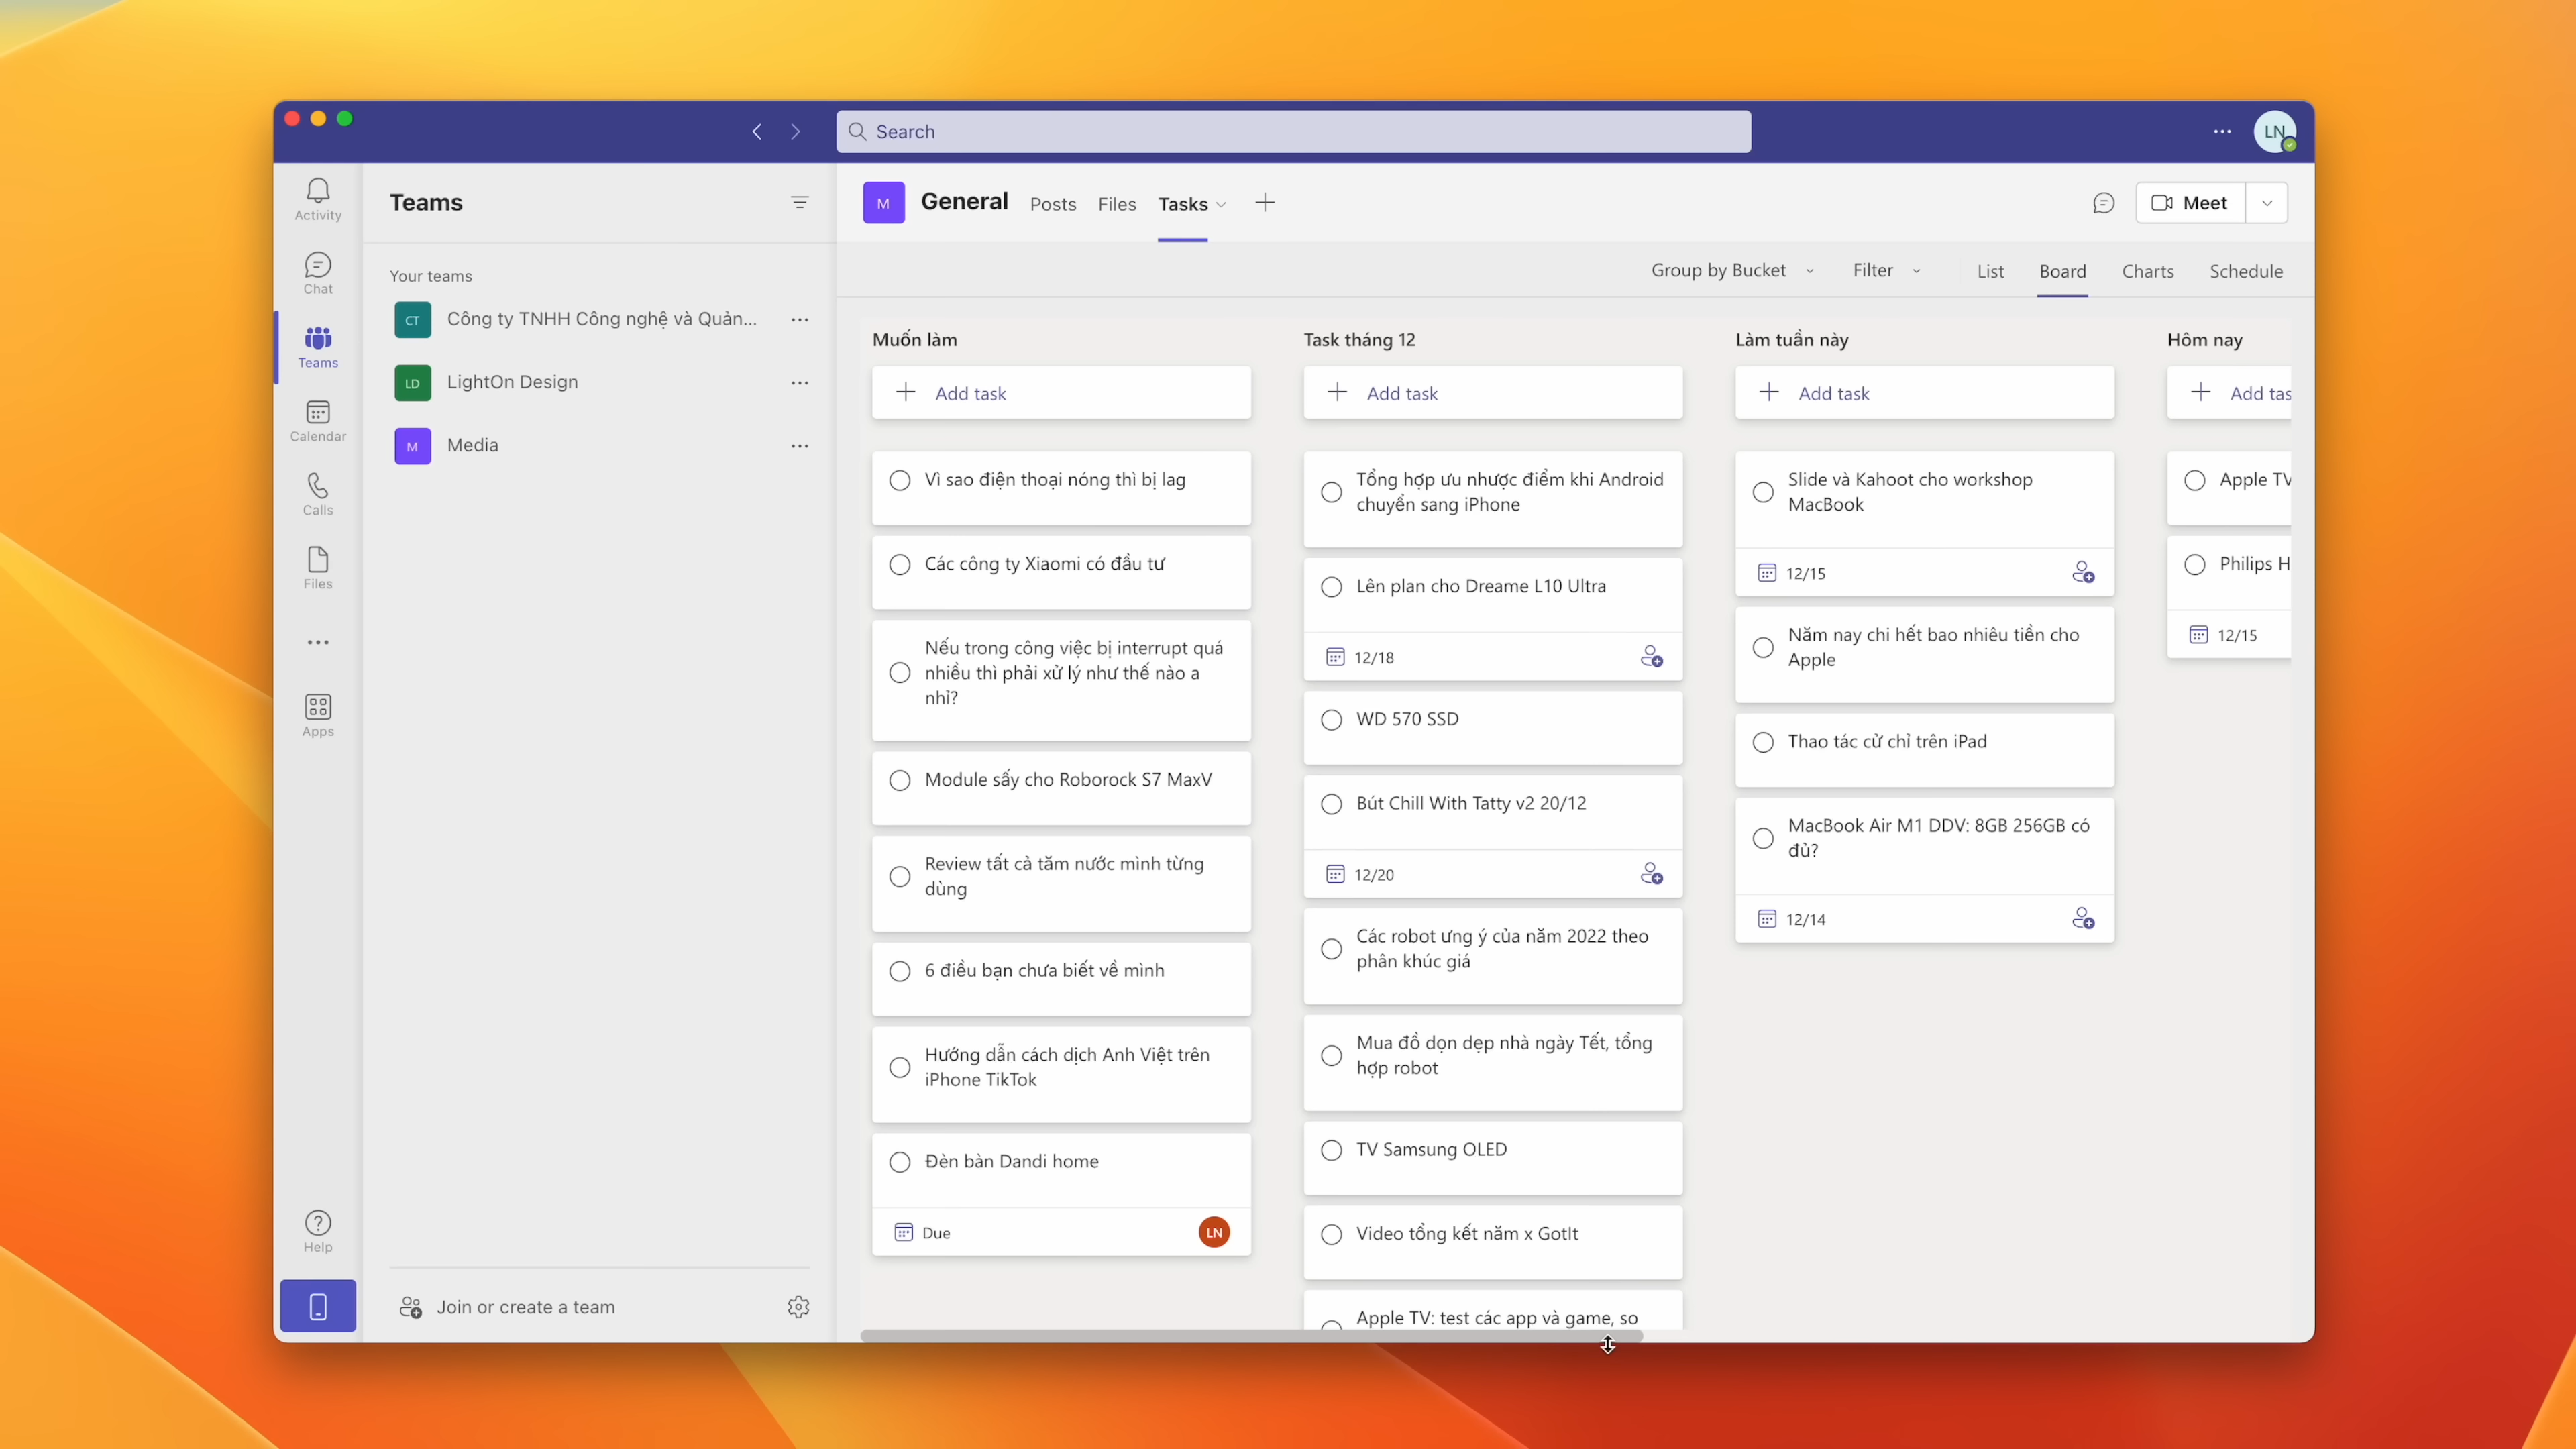 Search
LN
Activity
Chat
Teams
Calendar
Calls
Files
Apps
Help
Teams
Your teams
CT Công ty TNHH Công nghệ và Quản...
LD LightOn Design
M Media
Join or create a team
M General Posts Files Tasks
Meet
Group by Bucket Filter List Board Charts Schedule
Muốn làm
Add task
Vì sao điện thoại nóng thì bị lag
Các công ty Xiaomi có đầu tư
Nếu trong công việc bị interrupt quá
nhiều thì phải xử lý như thế nào a
nhỉ?
Module sấy cho Roborock S7 MaxV
Review tất cả tăm nước mình từng
dùng
6 điều bạn chưa biết về mình
Hướng dẫn cách dịch Anh Việt trên
iPhone TikTok
Đèn bàn Dandi home
Due LN
Task tháng 12
Add task
Tổng hợp ưu nhược điểm khi Android
chuyển sang iPhone
Lên plan cho Dreame L10 Ultra
12/18
WD 570 SSD
Bút Chill With Tatty v2 20/12
12/20
Các robot ưng ý của năm 2022 theo
phân khúc giá
Mua đồ dọn dẹp nhà ngày Tết, tổng
hợp robot
TV Samsung OLED
Video tổng kết năm x GotIt
Apple TV: test các app và game, so
Làm tuần này
Add task
Slide và Kahoot cho workshop
MacBook
12/15
Năm nay chi hết bao nhiêu tiền cho
Apple
Thao tác cử chỉ trên iPad
MacBook Air M1 DDV: 8GB 256GB có
đủ?
12/14
Hôm nay
Add tas
Apple TV
Philips H
12/15